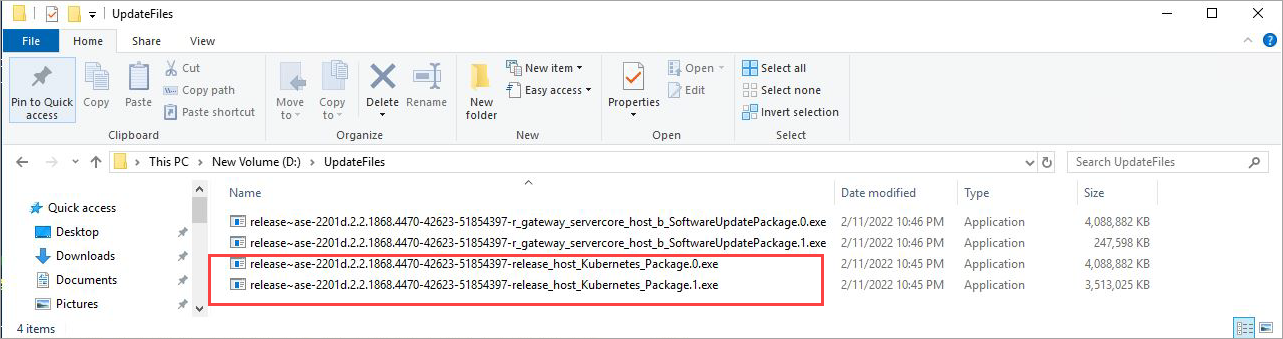 UpdateFiles
File Home Share View
Pin to Quick access
Copy
Paste
Cut
Copy path
Paste shortcut
Clipboard
Move to
Copy to
Delete
Rename
Organize
New folder
New item
Easy access
New
Properties
Open
Edit
Open
Select all
Select none
Invert selection
Select
This PC > New Volume (D:) > UpdateFiles
Search UpdateFiles
Quick access
Desktop
Downloads
Documents
Pictures
Name Date modified Type Size
release~ase-2201d.2.2.1868.4470-42623-51854397-r_gateway_servercore_host_b_SoftwareUpdatePackage.0.exe 2/11/2022 10:46 PM Application 4,088,882 KB
release~ase-2201d.2.2.1868.4470-42623-51854397-r_gateway_servercore_host_b_SoftwareUpdatePackage.1.exe 2/11/2022 10:46 PM Application 247,598 KB
release~ase-2201d.2.2.1868.4470-42623-51854397-release_host_Kubernetes_Package.0.exe 2/11/2022 10:45 PM Application 4,088,882 KB
release~ase-2201d.2.2.1868.4470-42623-51854397-release_host_Kubernetes_Package.1.exe 2/11/2022 10:45 PM Application 3,513,025 KB
4 items